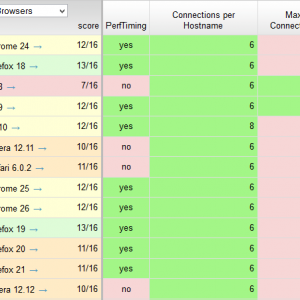 Browsers
score PerfTiming Connections per Hostname Max Connec
rome 24 → 12/16 yes 6
efox 18 → 13/16 yes 6
8 → 7/16 no 6
9 → 12/16 yes 6
10 → 12/16 yes 8
era 12.11 → 10/16 no 6
fari 6.0.2 → 11/16 no 6
rome 25 → 12/16 yes 6
rome 26 → 12/16 yes 6
efox 19 → 13/16 yes 6
efox 20 → 11/16 yes 6
efox 21 → 11/16 yes 6
era 12.12 → 10/16 no 6